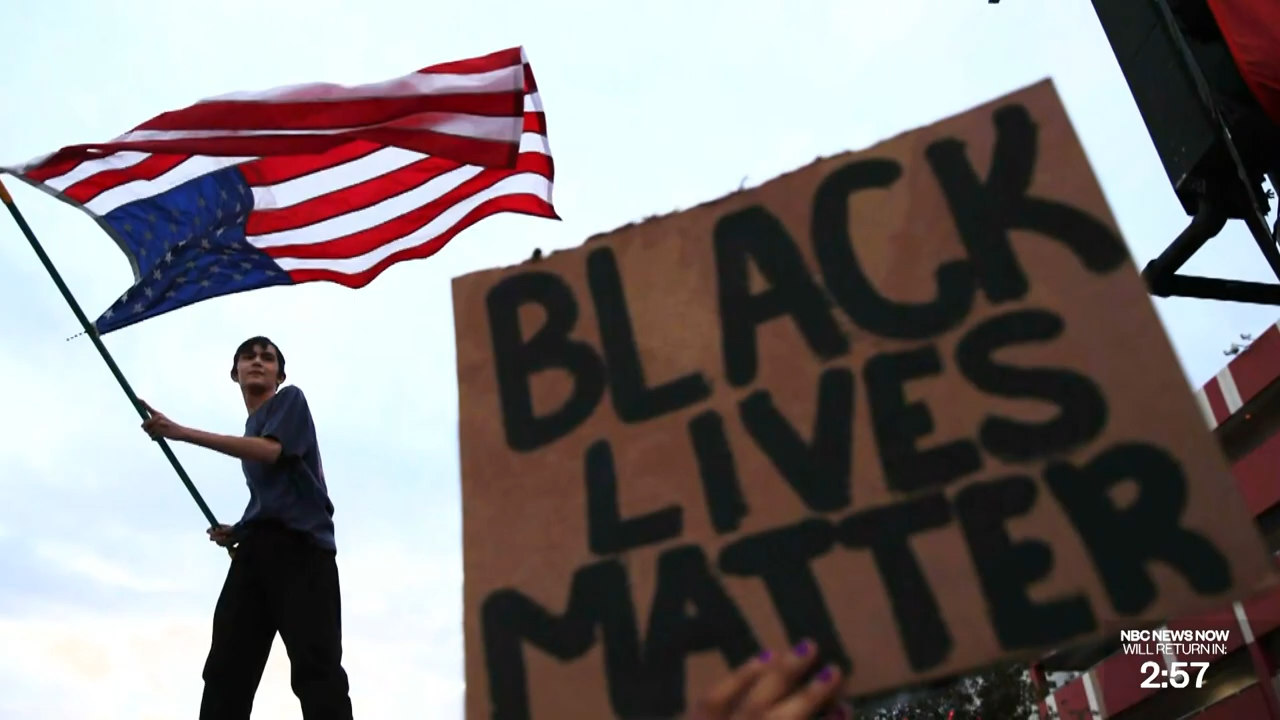 BLACK
LIVES
MATTER
NBC NEWS NOW
WILL RETURN IN:
2:57